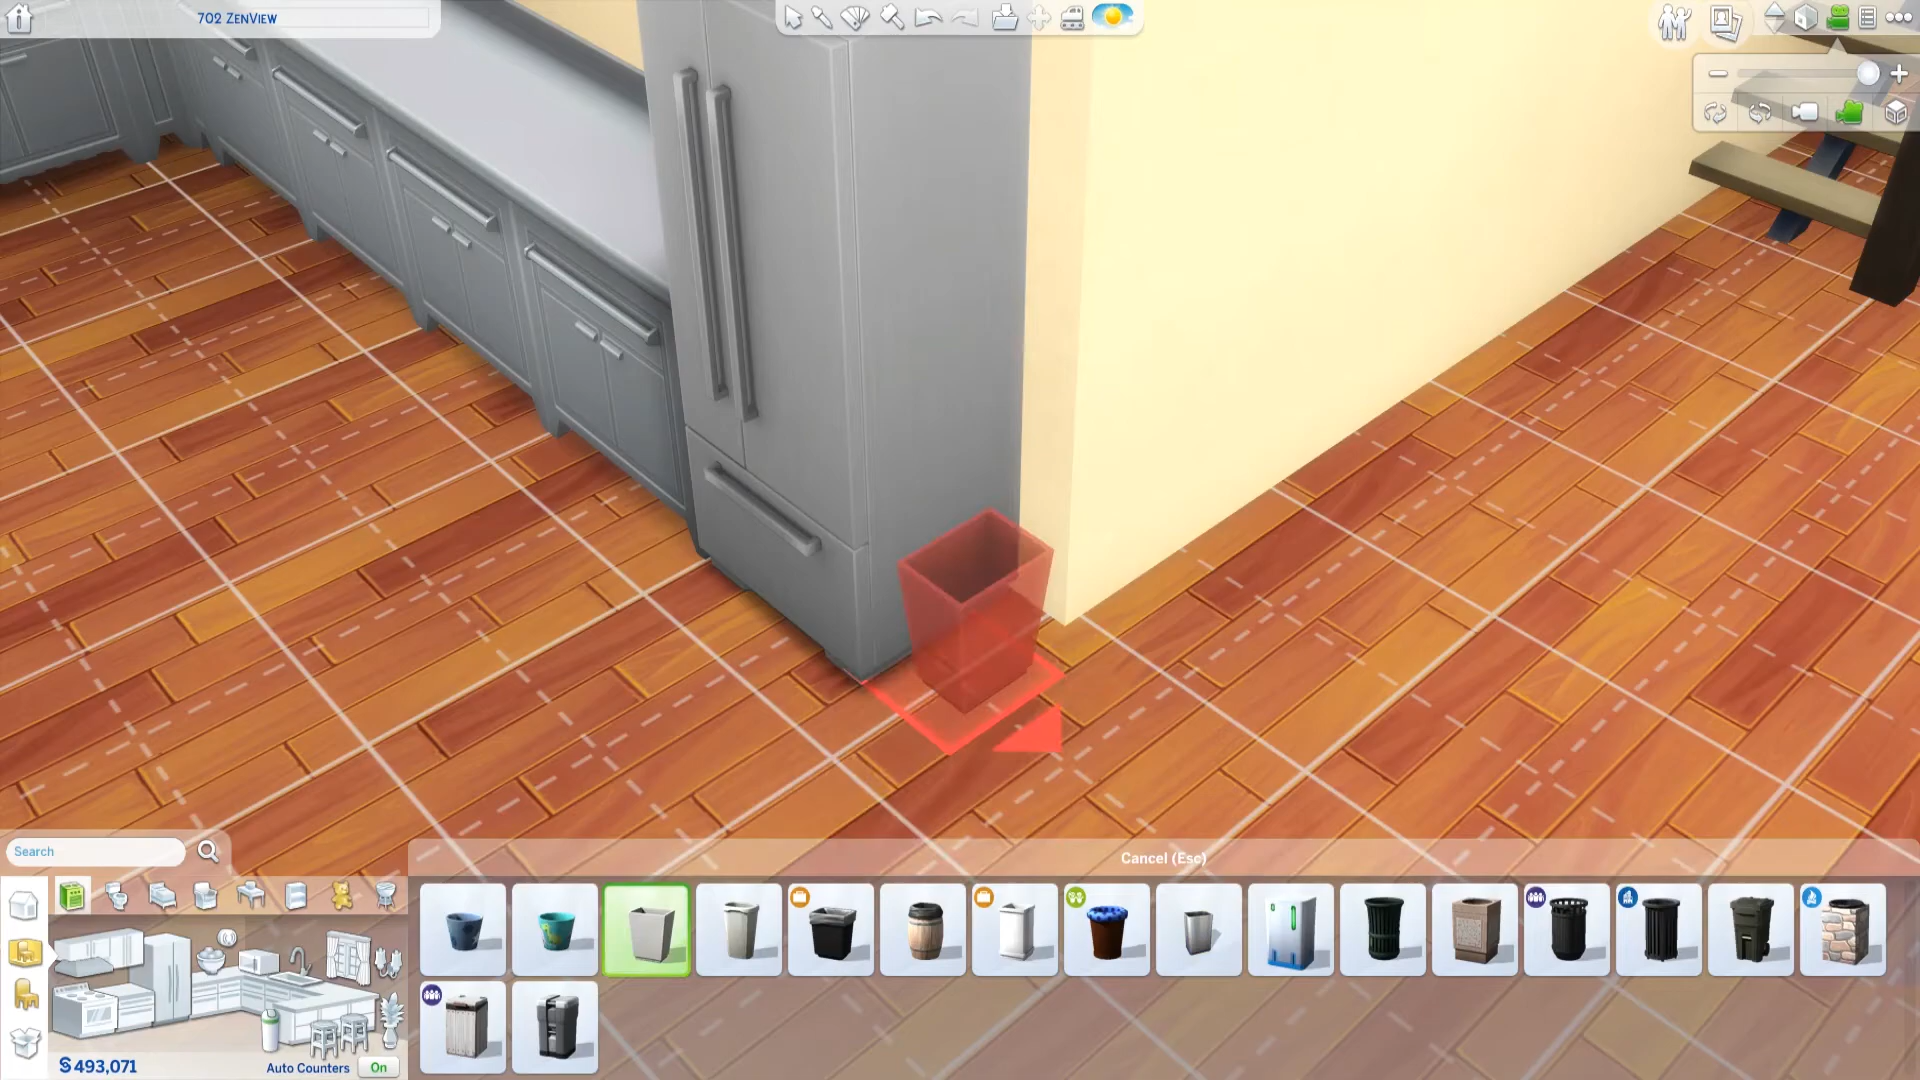 702 ZenView
Search
Cancel (Esc)
§493,071
Auto Counters On